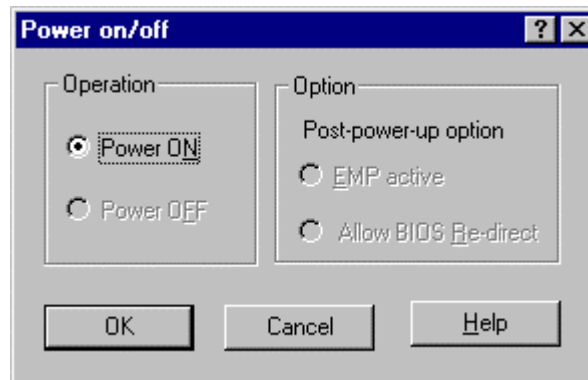 Power on/off
Operation
Power ON
Power OFF
Option
Post-power-up option
EMP active
Allow BIOS Re-direct
OK
Cancel
Help